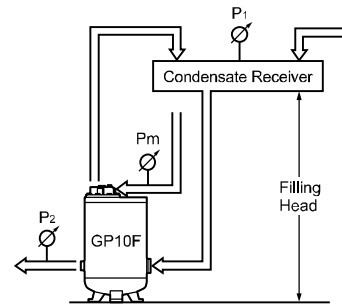 P1
Condensate Receiver
Pm
Filling
Head
P2
GP10F